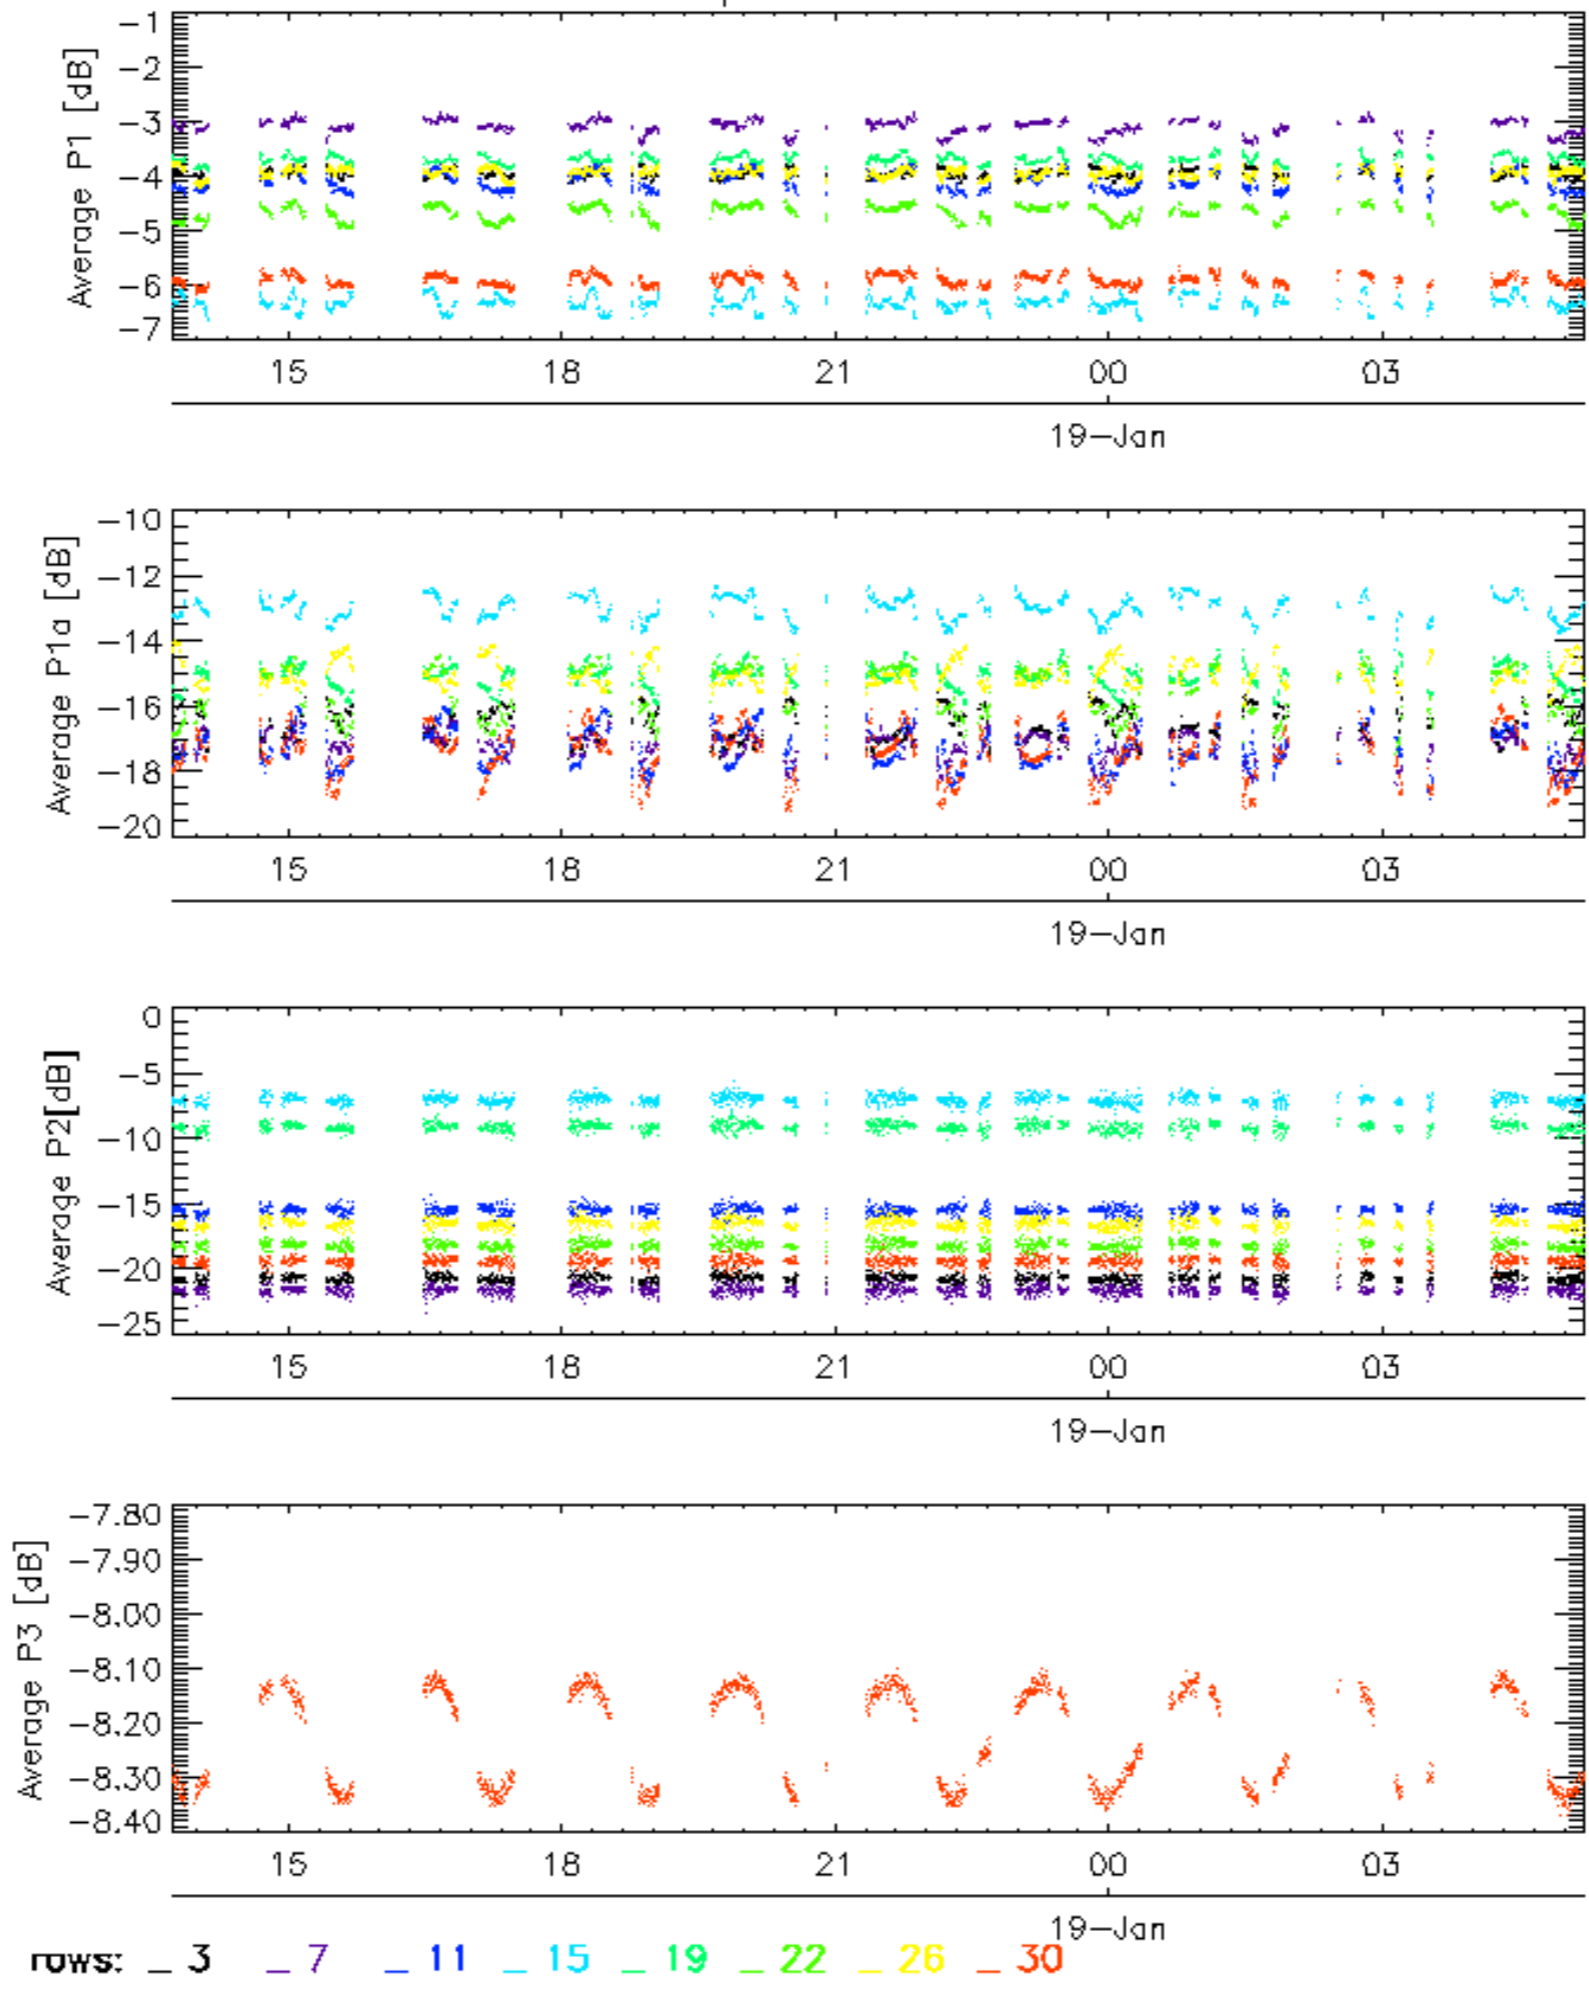 Average P1 [dB]
-1
-2
-3
-4
-5
-6
-7
15 18 21 00 03
19-Jan
Average P1a [dB]
-10
-12
-14
-16
-18
-20
15 18 21 00 03
19-Jan
Average P2[dB]
0
-5
-10
-15
-20
-25
15 18 21 00 03
19-Jan
Average P3 [dB]
-7.80
-7.90
-8.00
-8.10
-8.20
-8.30
-8.40
15 18 21 00 03
19-Jan
rows: _ 3 _ 7 _ 11 _ 15 _ 19 _ 22 _ 26 _ 30